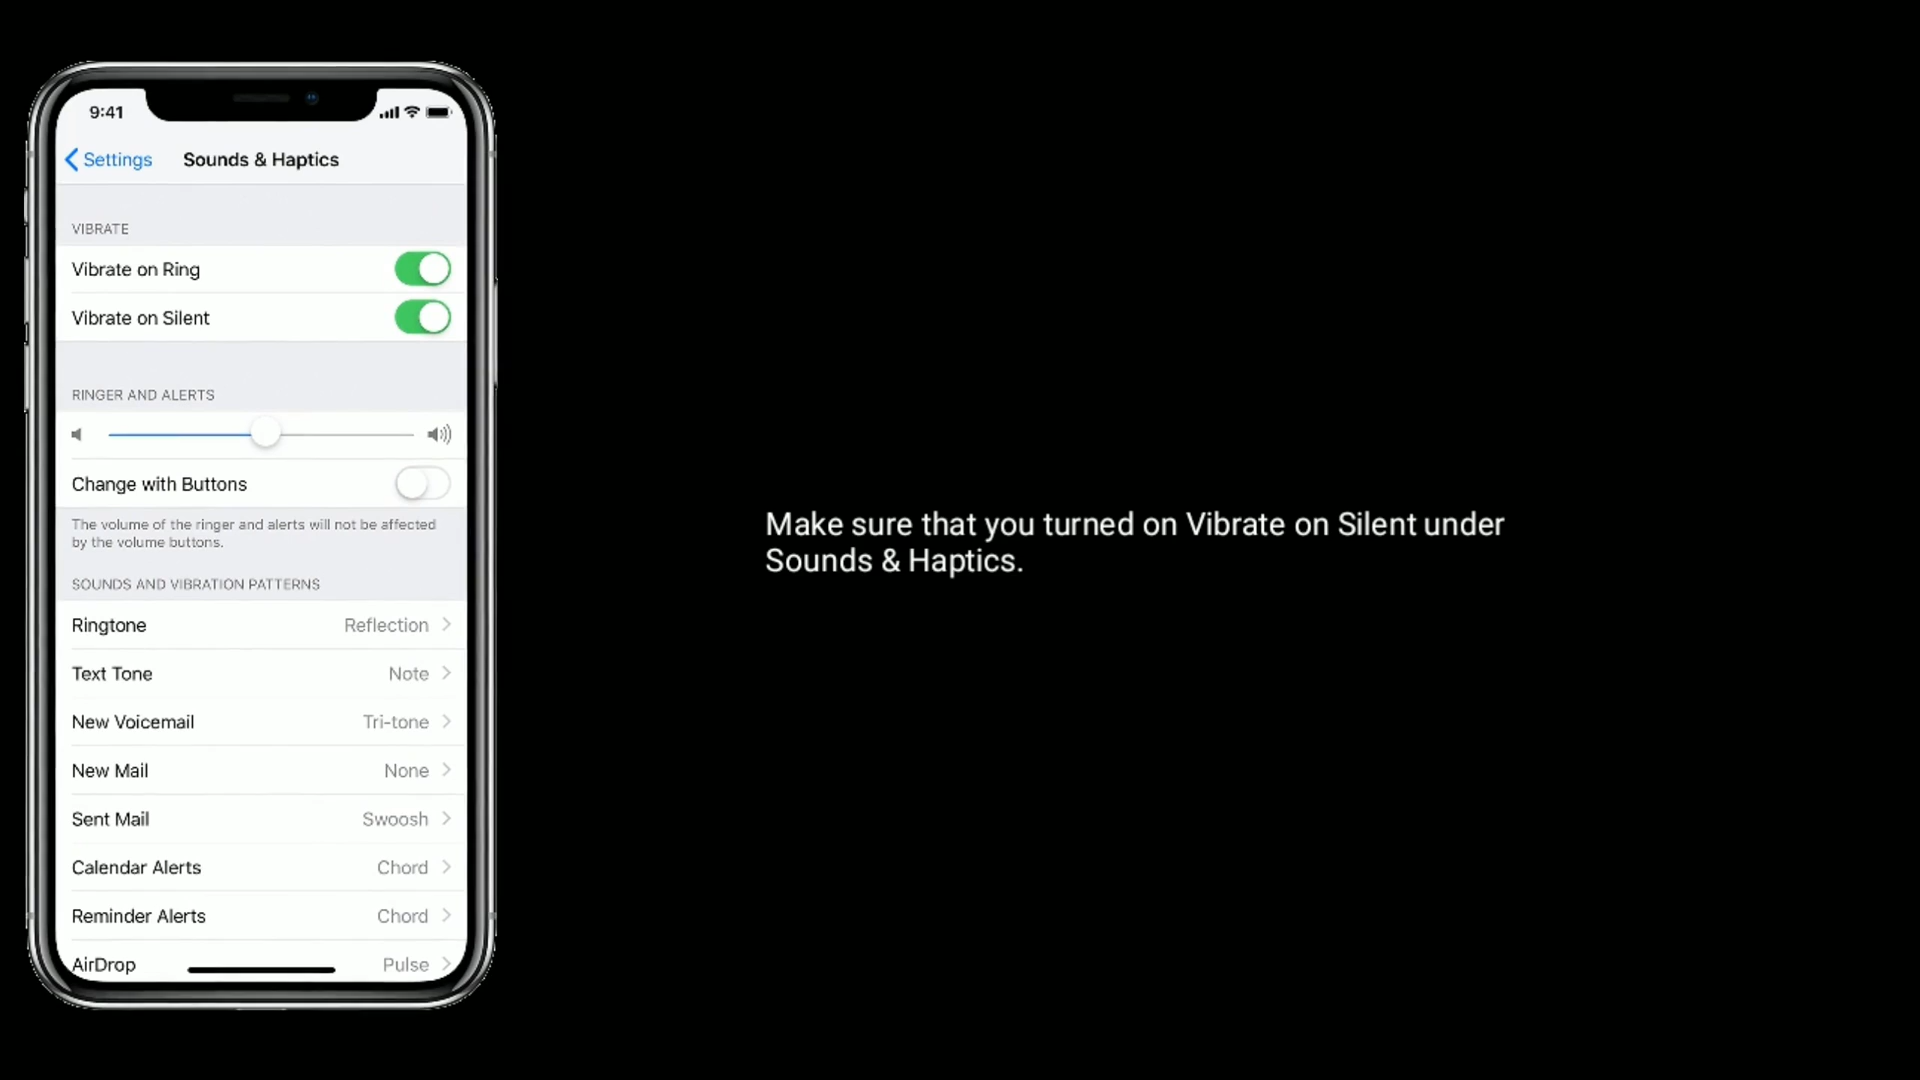 9:41
Settings
Sounds & Haptics
VIBRATE
Vibrate on Ring
Vibrate on Silent
RINGER AND ALERTS
Change with Buttons
The volume of the ringer and alerts will not be affected
by the volume buttons.
SOUNDS AND VIBRATION PATTERNS
Ringtone Reflection
Text Tone Note
New Voicemail Tri-tone
New Mail None
Sent Mail Swoosh
Calendar Alerts Chord
Reminder Alerts Chord
AirDrop Pulse
Make sure that you turned on Vibrate on Silent under
Sounds & Haptics.